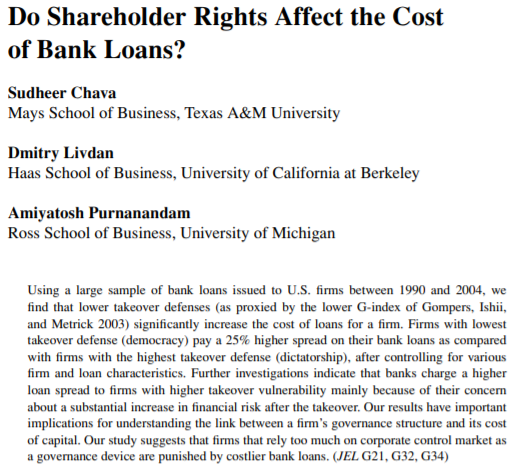 Do Shareholder Rights Affect the Cost
of Bank Loans?
Sudheer Chava
Mays School of Business, Texas A&M University
Dmitry Livdan
Haas School of Business, University of California at Berkeley
Amiyatosh Purnanandam
Ross School of Business, University of Michigan
Using a large sample of bank loans issued to U.S. firms between 1990 and 2004, we
find that lower takeover defenses (as proxied by the lower G-index of Gompers, Ishii,
and Metrick 2003) significantly increase the cost of loans for a firm. Firms with lowest
takeover defense (democracy) pay a 25% higher spread on their bank loans as compared
with firms with the highest takeover defense (dictatorship), after controlling for various
firm and loan characteristics. Further investigations indicate that banks charge a higher
loan spread to firms with higher takeover vulnerability mainly because of their concern
about a substantial increase in financial risk after the takeover. Our results have important
implications for understanding the link between a firm's governance structure and its cost
of capital. Our study suggests that firms that rely too much on corporate control market as
a governance device are punished by costlier bank loans. (JEL G21, G32, G34)